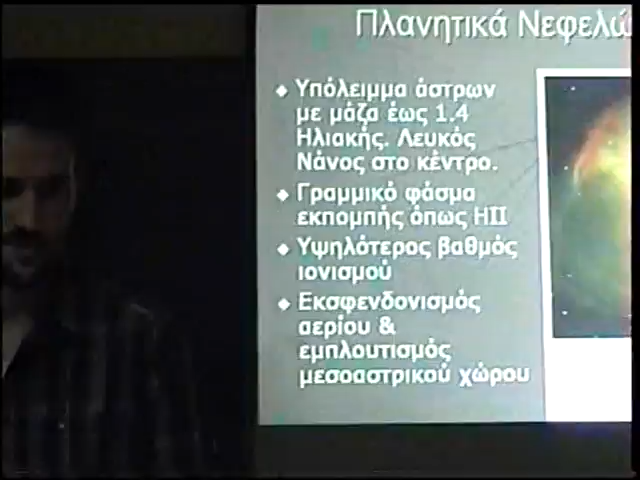 Πλανητικά Νεφελώ
◆ Υπόλειμμα άστρων
με μάζα έως 1.4
Ηλιακής. Λευκός
Νάνος στο κέντρο.
◆ Γραμμικό φάσμα
εκπομπής όπως ΗΙΙ
◆ Υψηλότερος βαθμός
ιονισμού
◆ Εκσφενδονισμός
αερίου &
εμπλουτισμός
μεσοαστρικού χώρου